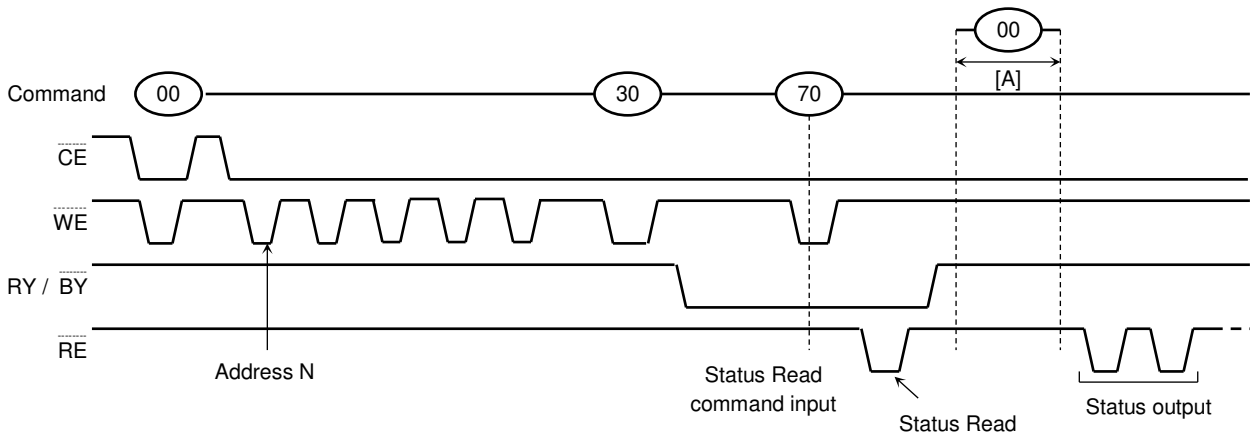 00
[A]
Command 00 30 70
CE
WE
RY / BY
RE
Address N
Status Read
command input
Status Read
Status output